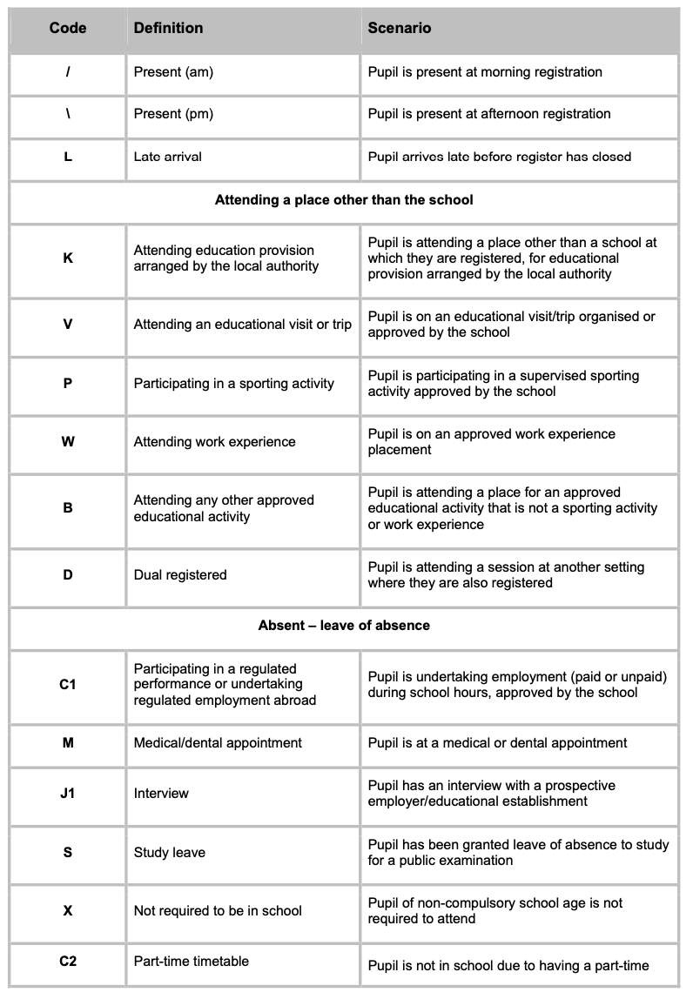 Code Definition Scenario
/ Present (am) Pupil is present at morning registration
\ Present (pm) Pupil is present at afternoon registration
L Late arrival Pupil arrives late before register has closed
Attending a place other than the school
K Attending education provision arranged by the local authority Pupil is attending a place other than a school at which they are registered, for educational provision arranged by the local authority
V Attending an educational visit or trip Pupil is on an educational visit/trip organised or approved by the school
P Participating in a sporting activity Pupil is participating in a supervised sporting activity approved by the school
W Attending work experience Pupil is on an approved work experience placement
B Attending any other approved educational activity Pupil is attending a place for an approved educational activity that is not a sporting activity or work experience
D Dual registered Pupil is attending a session at another setting where they are also registered
Absent – leave of absence
C1 Participating in a regulated performance or undertaking regulated employment abroad Pupil is undertaking employment (paid or unpaid) during school hours, approved by the school
M Medical/dental appointment Pupil is at a medical or dental appointment
J1 Interview Pupil has an interview with a prospective employer/educational establishment
S Study leave Pupil has been granted leave of absence to study for a public examination
X Not required to be in school Pupil of non-compulsory school age is not required to attend
C2 Part-time timetable Pupil is not in school due to having a part-time